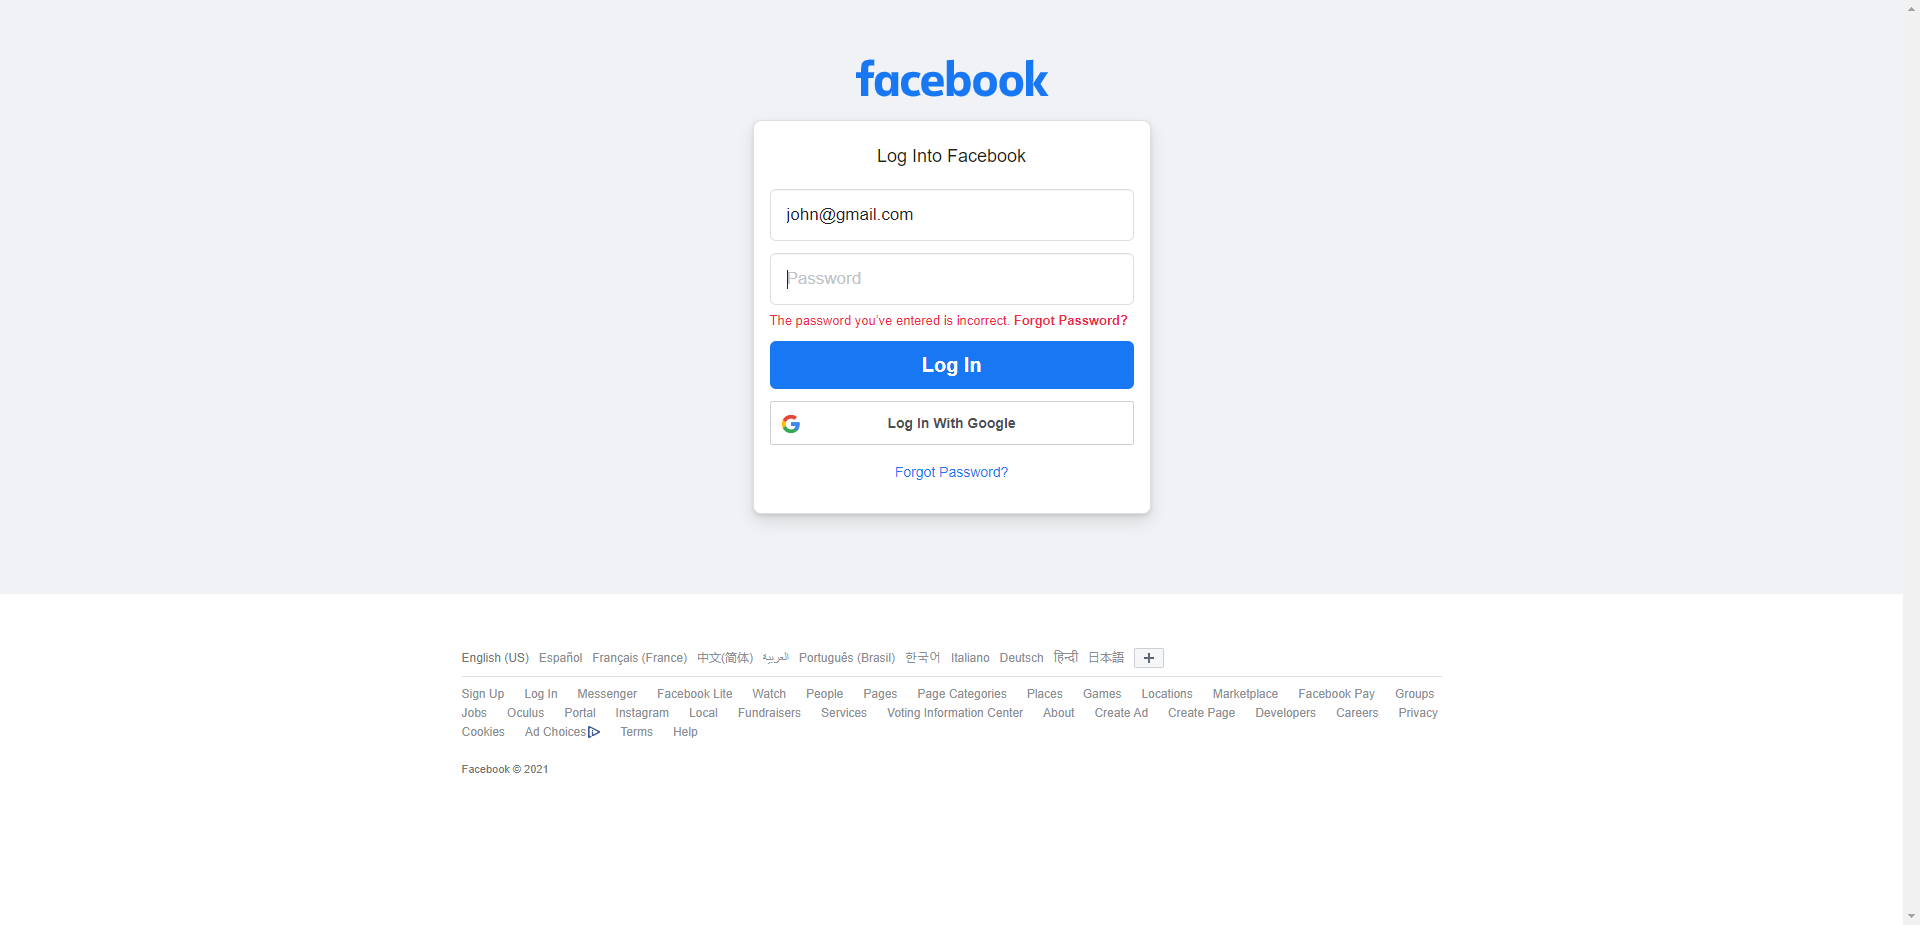 facebook
Log Into Facebook
john@gmail.com
Password
The password you've entered is incorrect. Forgot Password?
Log In
Log In With Google
Forgot Password?
English (US) Español Français (France) 中文(简体) العربية Português (Brasil) 한국어 Italiano Deutsch हिन्दी 日本語
Sign Up Log In Messenger Facebook Lite Watch People Pages Page Categories Places Games Locations Marketplace Facebook Pay Groups
Jobs Oculus Portal Instagram Local Fundraisers Services Voting Information Center About Create Ad Create Page Developers Careers Privacy
Cookies Ad Choices Terms Help
Facebook © 2021